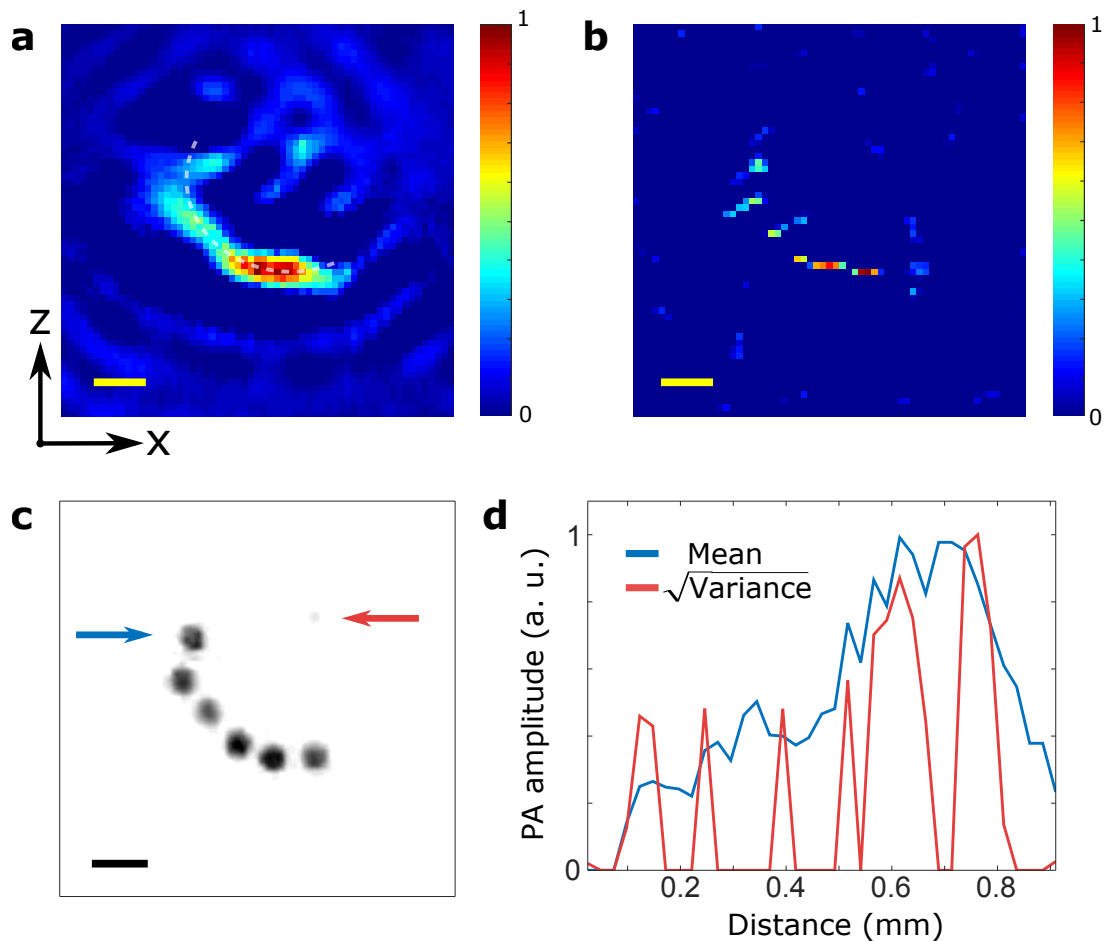 a
1
0
b
1
0
Z
X
c
d
PA amplitude (a. u.)
1
0
Mean
√Variance
0.2 0.4 0.6 0.8
Distance (mm)